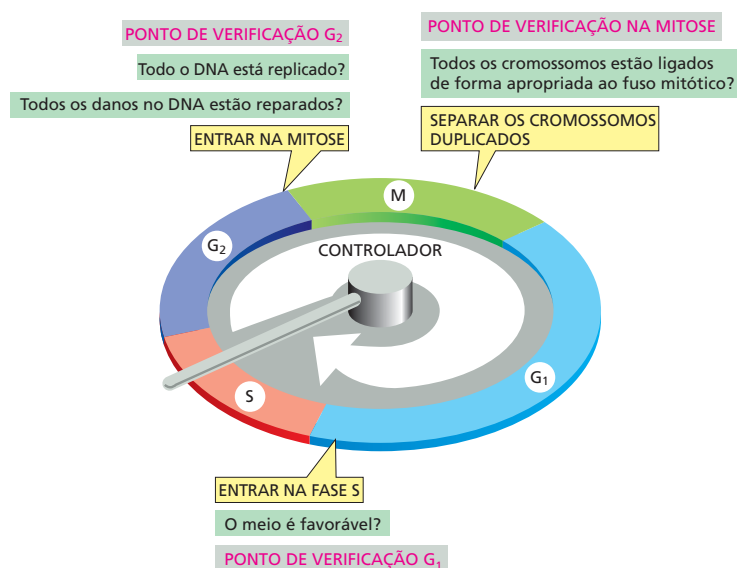 PONTO DE VERIFICAÇÃO G₂
Todo o DNA está replicado?
Todos os danos no DNA estão reparados?
ENTRAR NA MITOSE
PONTO DE VERIFICAÇÃO NA MITOSE
Todos os cromossomos estão ligados
de forma apropriada ao fuso mitótico?
SEPARAR OS CROMOSSOMOS
DUPLICADOS
M
G₂
CONTROLADOR
G₁
S
ENTRAR NA FASE S
O meio é favorável?
PONTO DE VERIFICAÇÃO G₁